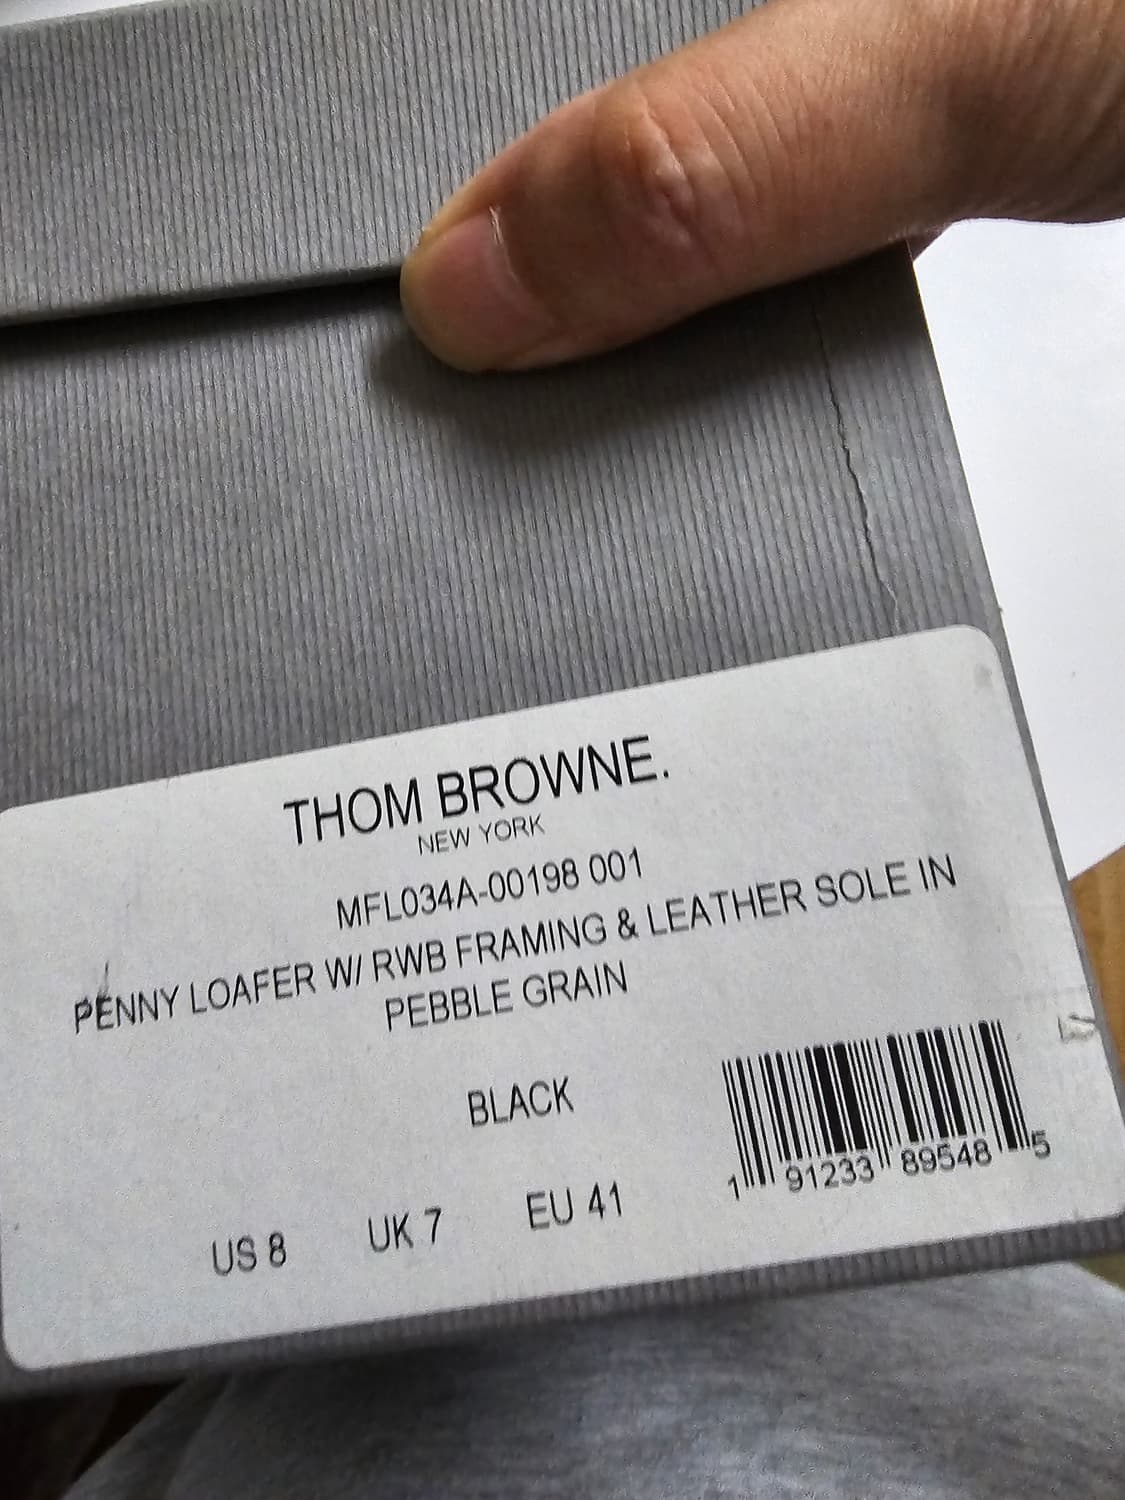 THOM BROWNE.
NEW YORK
MFL034A-00198 001
PENNY LOAFER W/ RWB FRAMING & LEATHER SOLE IN
PEBBLE GRAIN
BLACK
US 8 UK 7 EU 41
1 91233 89548 5